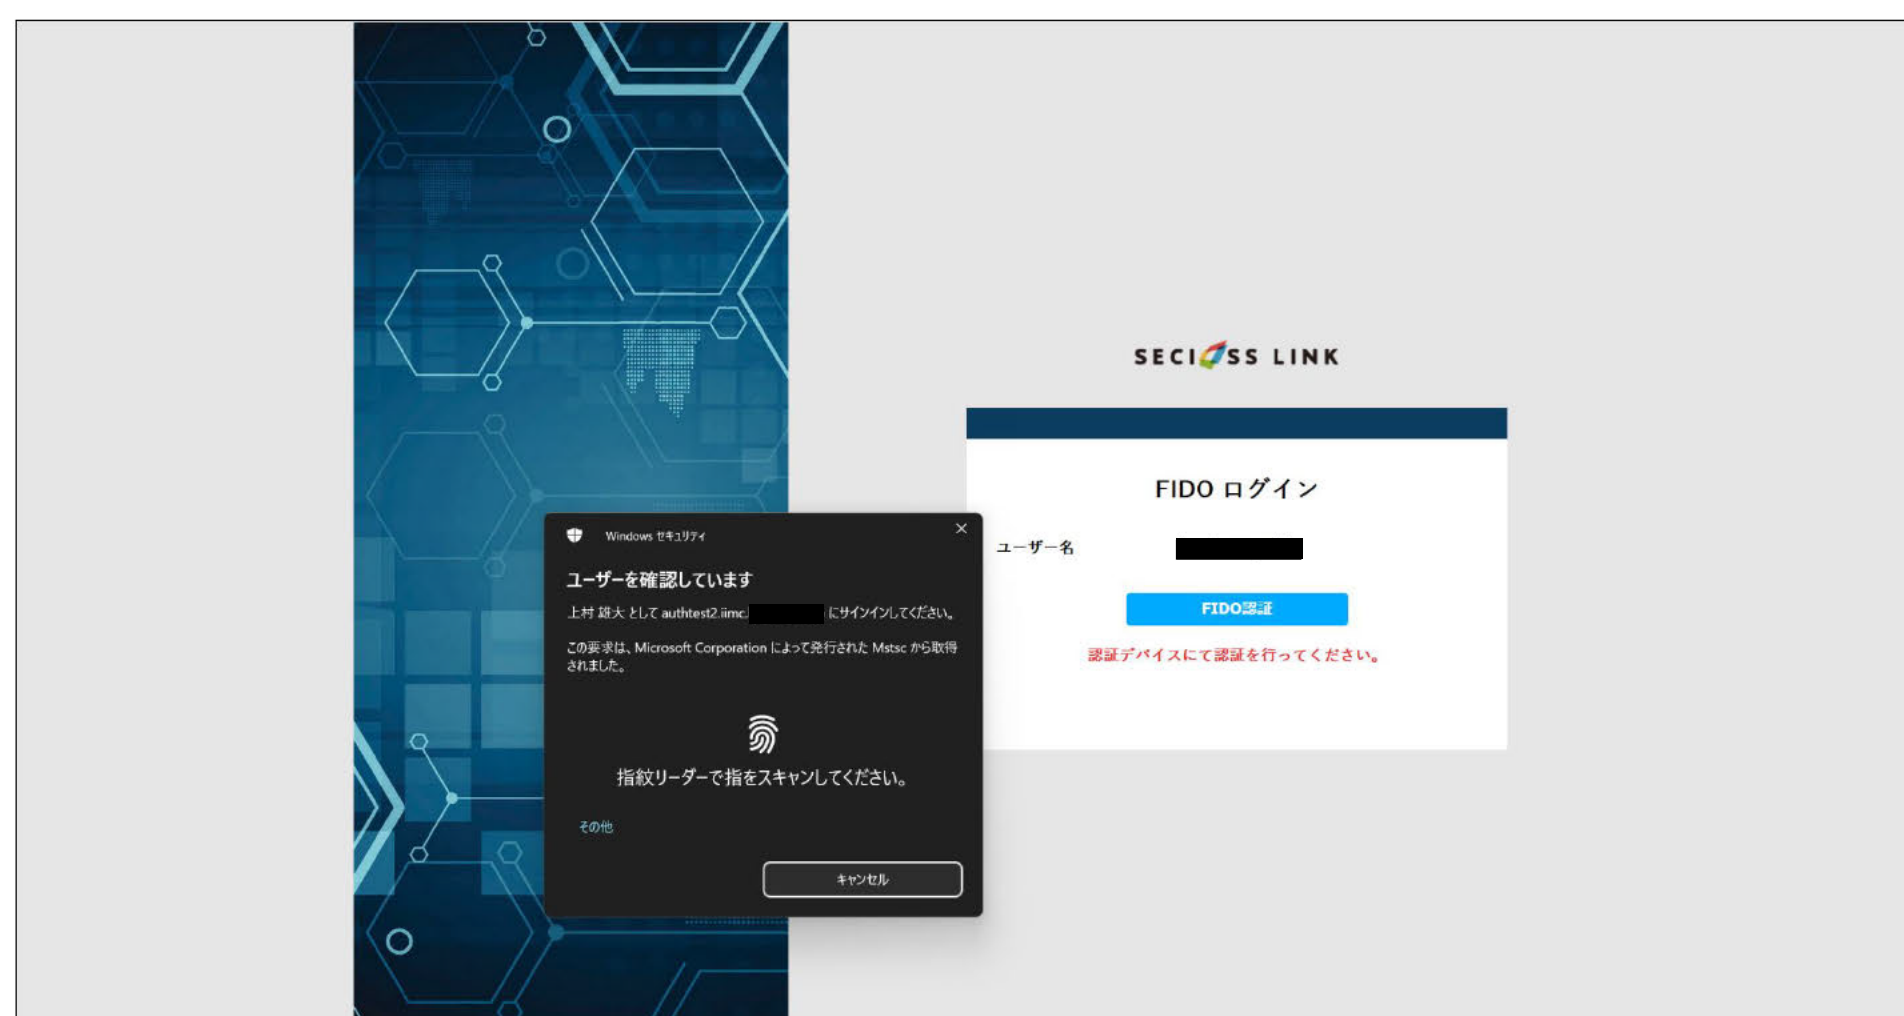 SECIOSS LINK
FIDO ログイン
ユーザー名
FIDO認証
認証デバイスにて認証を行ってください。
Windows セキュリティ
ユーザーを確認しています
上村 雄大 として authtest2.iimc. にサインインしてください。
この要求は、Microsoft Corporation によって発行された Mstsc から取得
されました。
指紋リーダーで指をスキャンしてください。
その他
キャンセル